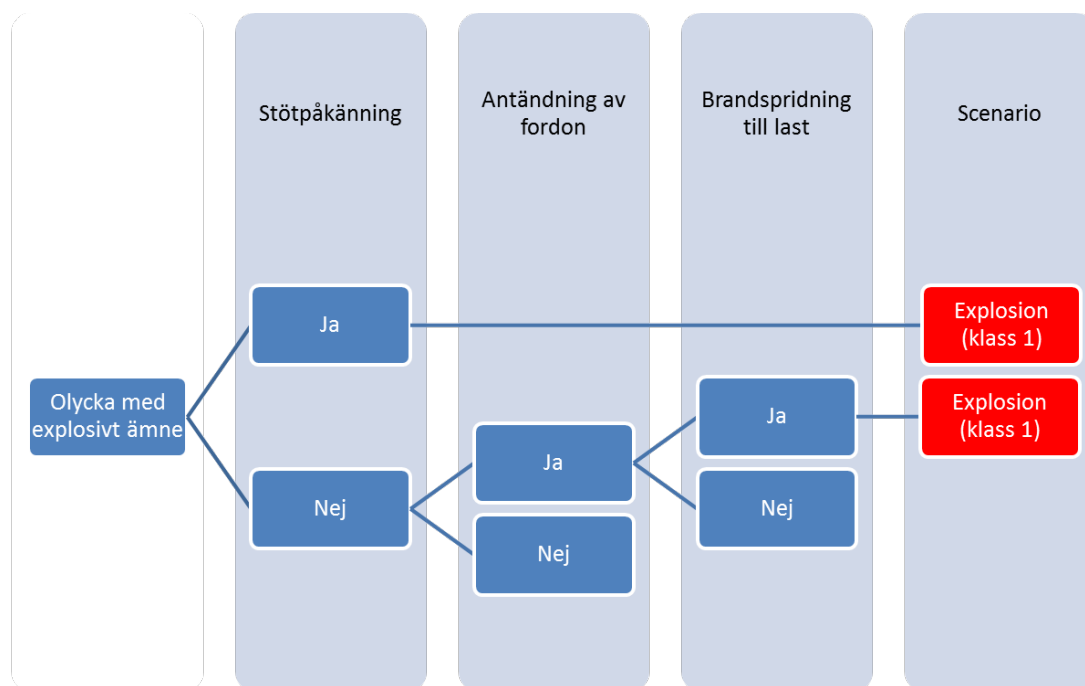 Stötpåkänning
Antändning av
fordon
Brandspridning
till last
Scenario
Ja
Explosion
(klass 1)
Olycka med
explosivt ämne
Ja
Explosion
(klass 1)
Ja
Nej
Nej
Nej